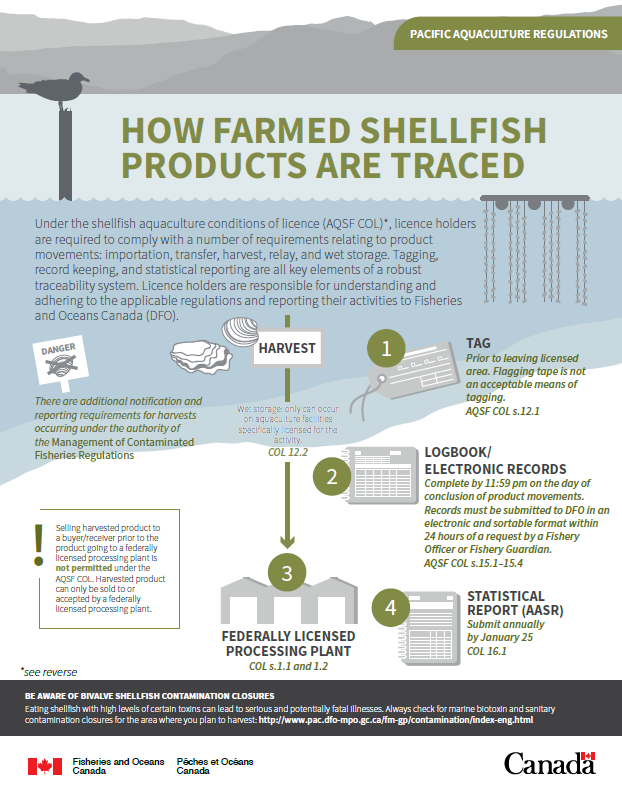 PACIFIC AQUACULTURE REGULATIONS
HOW FARMED SHELLFISH
PRODUCTS ARE TRACED
Under the shellfish aquaculture conditions of licence (AQSF COL)*, licence holders
are required to comply with a number of requirements relating to product
movements: importation, transfer, harvest, relay, and wet storage. Tagging,
record keeping, and statistical reporting are all key elements of a robust
traceability system. Licence holders are responsible for understanding and
adhering to the applicable regulations and reporting their activities to Fisheries
and Oceans Canada (DFO).
DANGER
There are additional notification and
reporting requirements for harvests
occurring under the authority of
the Management of Contaminated
Fisheries Regulations
HARVEST
Wet storage: only can occur
on aquaculture facilities
specifically licensed for the
activity.
COL 12.2
1
TAG
Prior to leaving licensed
area. Flagging tape is not
an acceptable means of
tagging.
AQSF COL s.12.1
2
LOGBOOK/
ELECTRONIC RECORDS
Complete by 11:59 pm on the day of
conclusion of product movements.
Records must be submitted to DFO in an
electronic and sortable format within
24 hours of a request by a Fishery
Officer or Fishery Guardian.
AQSF COL s.15.1–15.4
!
Selling harvested product to
a buyer/receiver prior to the
product going to a federally
licensed processing plant is
not permitted under the
AQSF COL. Harvested product
can only be sold to or
accepted by a federally
licensed processing plant.
3
FEDERALLY LICENSED
PROCESSING PLANT
COL s.1.1 and 1.2
4
STATISTICAL
REPORT (AASR)
Submit annually
by January 25
COL 16.1
*see reverse
BE AWARE OF BIVALVE SHELLFISH CONTAMINATION CLOSURES
Eating shellfish with high levels of certain toxins can lead to serious and potentially fatal illnesses. Always check for marine biotoxin and sanitary
contamination closures for the area where you plan to harvest: http://www.pac.dfo-mpo.gc.ca/fm-gp/contamination/index-eng.html
Fisheries and Oceans Canada
Pêches et Océans Canada
Canada